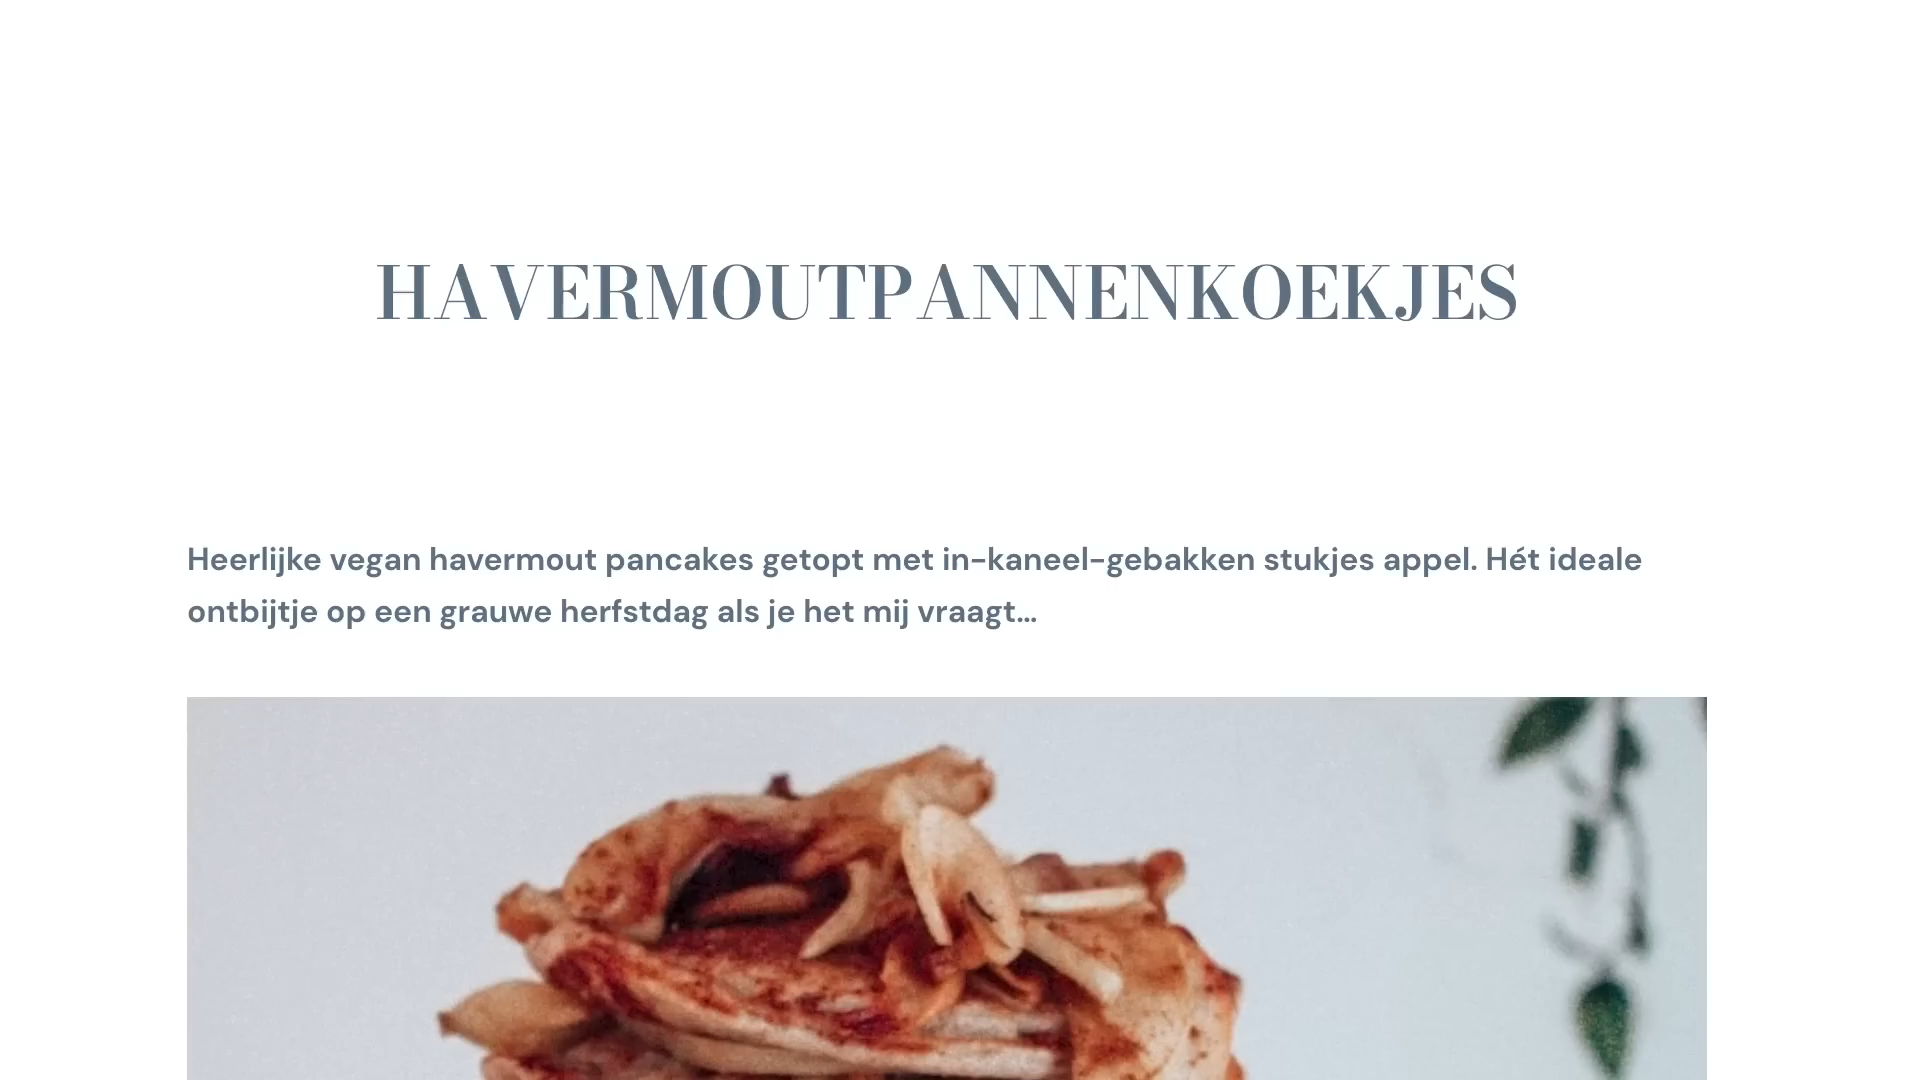 HAVERMOUTPANNENKOEKJES
Heerlijke vegan havermout pancakes getopt met in-kaneel-gebakken stukjes appel. Hét ideale
ontbijtje op een grauwe herfstdag als je het mij vraagt...